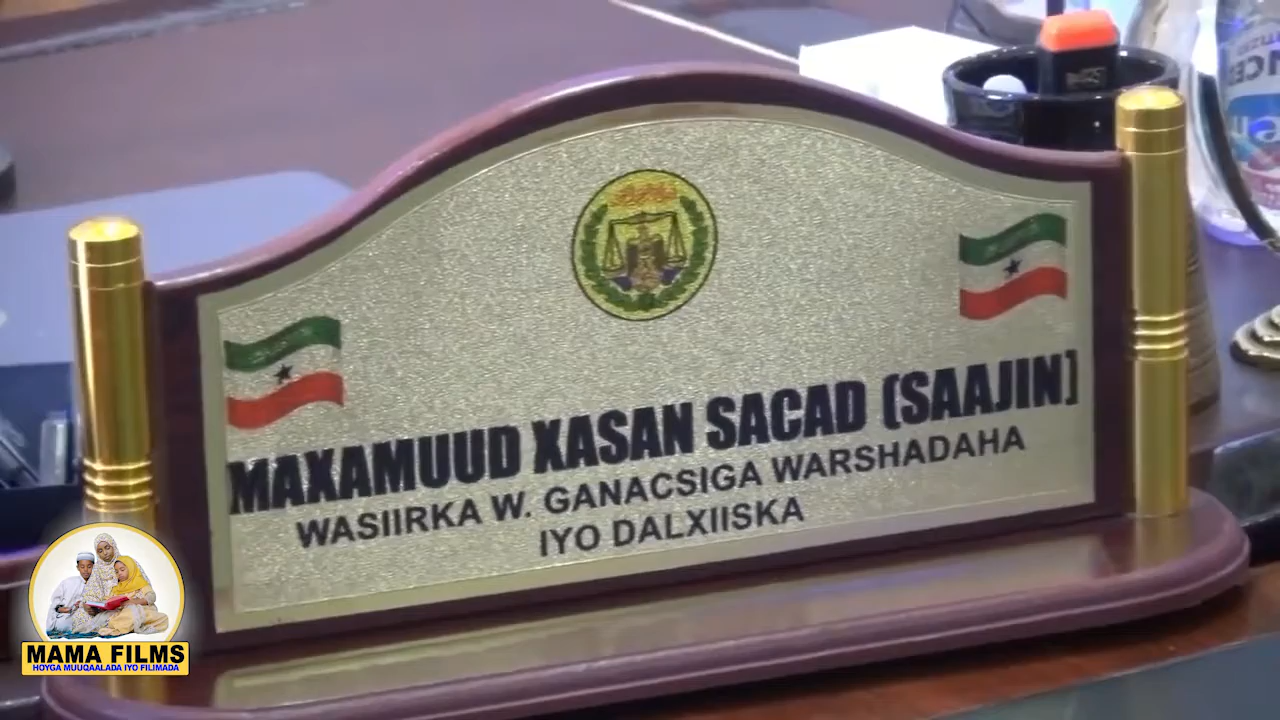 MAXAMUUD XASAN SACAD (SAAJIN]
WASIIRKA W. GANACSIGA WARSHADAHA
IYO DALXIISKA
MAMA FILMS
HOYGA MUUQAALADA IYO FILIMADA